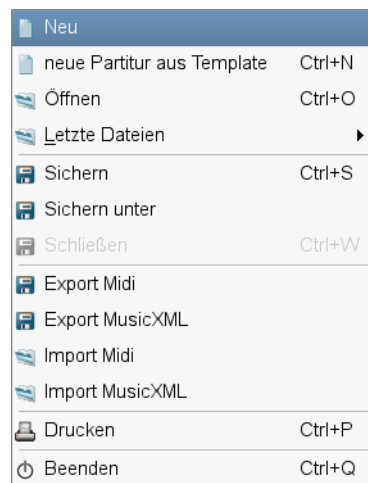 Neu
neue Partitur aus Template Ctrl+N
Öffnen Ctrl+O
Letzte Dateien
Sichern Ctrl+S
Sichern unter
Schließen Ctrl+W
Export Midi
Export MusicXML
Import Midi
Import MusicXML
Drucken Ctrl+P
Beenden Ctrl+Q